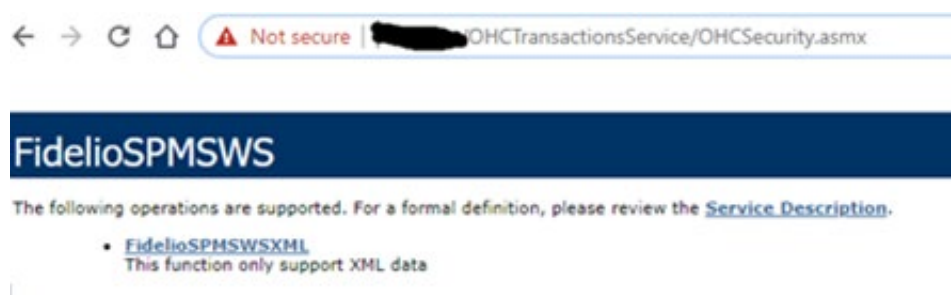 Not secure | /OHCTransactionsService/OHCSecurity.asmx
FidelioSPMSWS
The following operations are supported. For a formal definition, please review the Service Description.
• FidelioSPMSWSXML
This function only support XML data